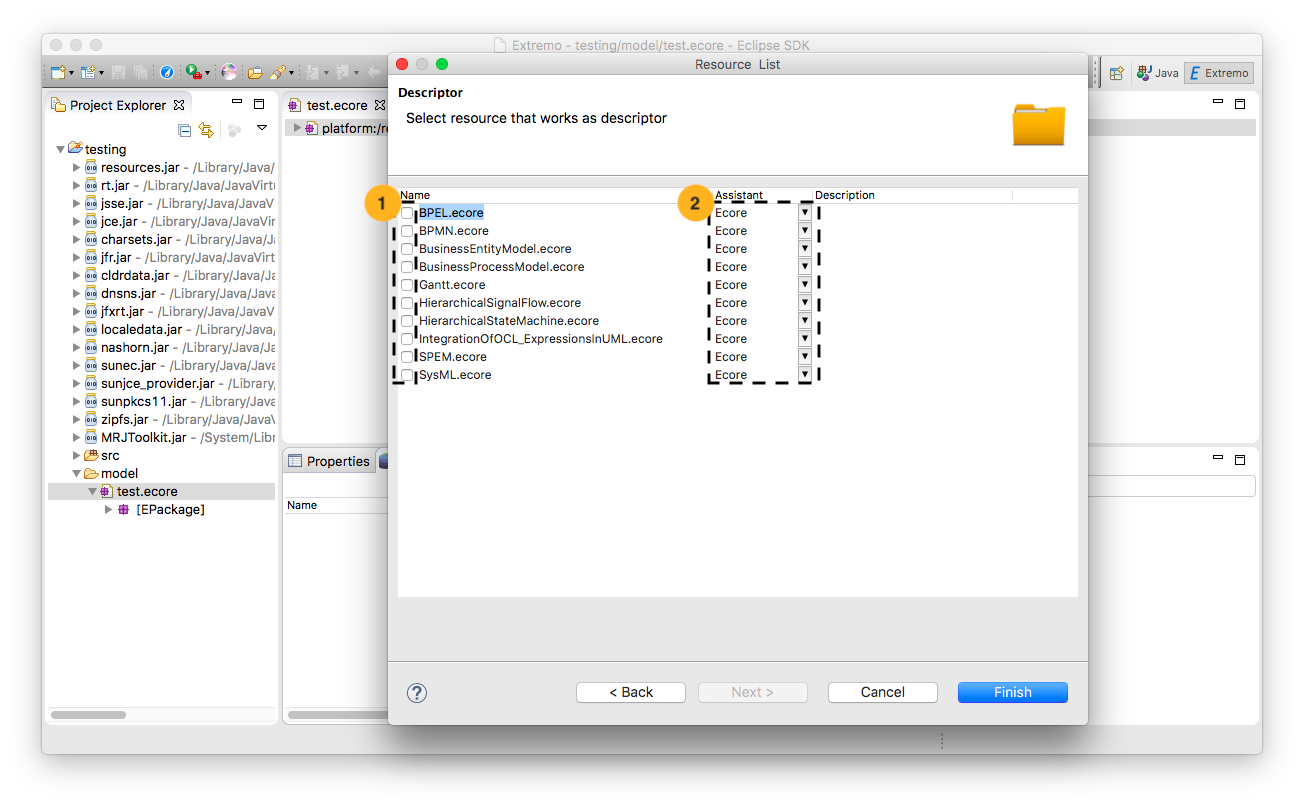 Extremo - testing/model/test.ecore - Eclipse SDK
Resource List
Java
Extremo
Project Explorer
test.ecore
platform:/re
testing
resources.jar - /Library/Java/
rt.jar - /Library/Java/JavaVirtu
jsse.jar - /Library/Java/JavaV
jce.jar - /Library/Java/JavaVir
charsets.jar - /Library/Java/J
jfr.jar - /Library/Java/JavaVirt
cldrdata.jar - /Library/Java/Ja
dnsns.jar - /Library/Java/Java
jfxrt.jar - /Library/Java/JavaV
localedata.jar - /Library/Java
nashorn.jar - /Library/Java/Ja
sunec.jar - /Library/Java/Java
sunjce_provider.jar - /Library/
sunpkcs11.jar - /Library/Java
zipfs.jar - /Library/Java/JavaV
MRJToolkit.jar - /System/Libr
src
model
test.ecore
[EPackage]
Properties
Name
Descriptor
Select resource that works as descriptor
Name Assistant Description
1 2
BPEL.ecore Ecore
BPMN.ecore Ecore
BusinessEntityModel.ecore Ecore
BusinessProcessModel.ecore Ecore
Gantt.ecore Ecore
HierarchicalSignalFlow.ecore Ecore
HierarchicalStateMachine.ecore Ecore
IntegrationOfOCL_ExpressionsInUML.ecore Ecore
SPEM.ecore Ecore
SysML.ecore Ecore
?
< Back
Next >
Cancel
Finish